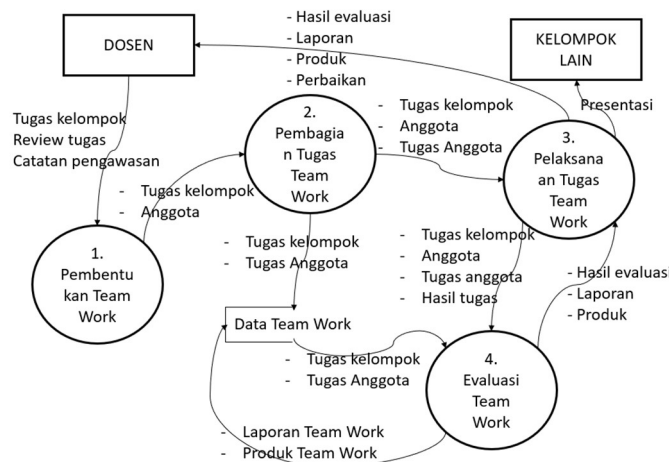 DOSEN
- Hasil evaluasi
- Laporan
- Produk
- Perbaikan
KELOMPOK
LAIN
Tugas kelompok
Review tugas
Catatan pengawasan
- Tugas kelompok
- Anggota
2.
Pembagia
n Tugas
Team
Work
- Tugas kelompok
- Anggota
- Tugas Anggota
Presentasi
3.
Pelaksana
an Tugas
Team
Work
1.
Pembentu
kan Team
Work
- Tugas kelompok
- Tugas Anggota
- Tugas kelompok
- Anggota
- Tugas anggota
- Hasil tugas
- Hasil evaluasi
- Laporan
- Produk
Data Team Work
- Tugas kelompok
- Tugas Anggota
4.
Evaluasi
Team
Work
- Laporan Team Work
- Produk Team Work